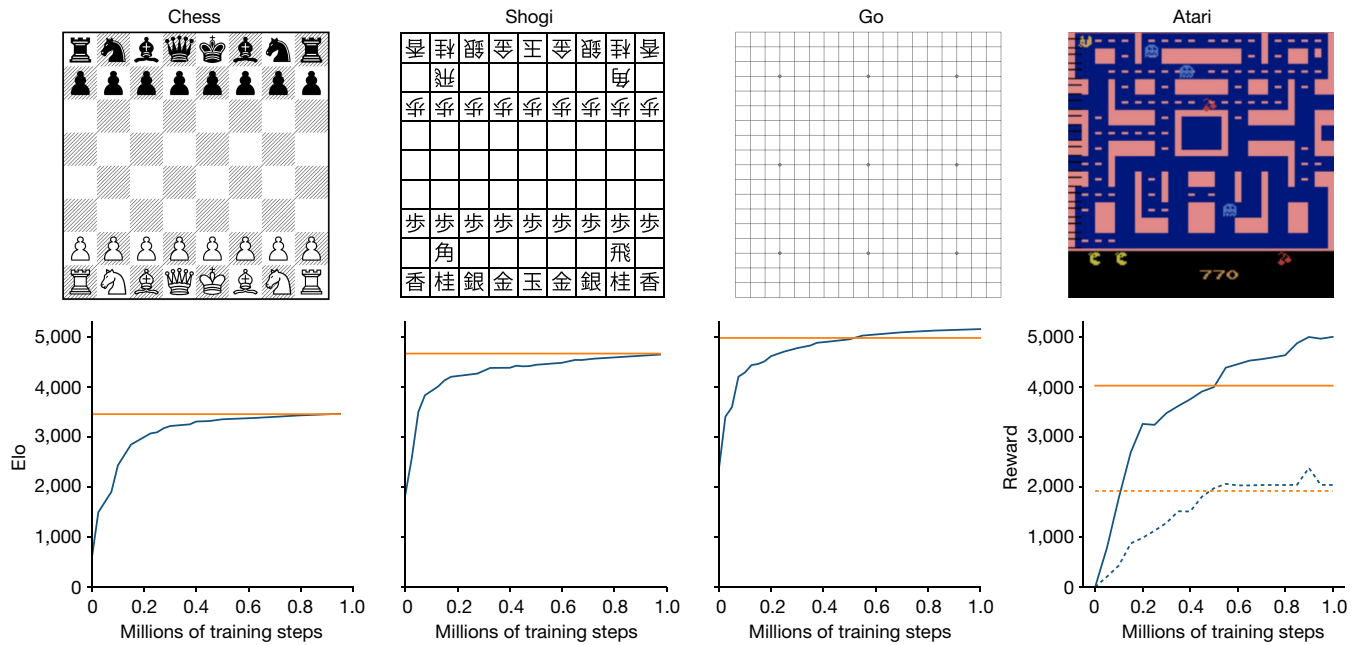 Chess
Shogi
Go
Atari
香 桂 銀 金 玉 金 銀 桂 香
飛 角
歩 歩 歩 歩 歩 歩 歩 歩 歩
歩 歩 歩 歩 歩 歩 歩 歩 歩
角 飛
香 桂 銀 金 玉 金 銀 桂 香
770
Elo
5,000
4,000
3,000
2,000
1,000
0
0 0.2 0.4 0.6 0.8 1.0
Millions of training steps
0 0.2 0.4 0.6 0.8 1.0
Millions of training steps
0 0.2 0.4 0.6 0.8 1.0
Millions of training steps
Reward
5,000
4,000
3,000
2,000
1,000
0
0 0.2 0.4 0.6 0.8 1.0
Millions of training steps